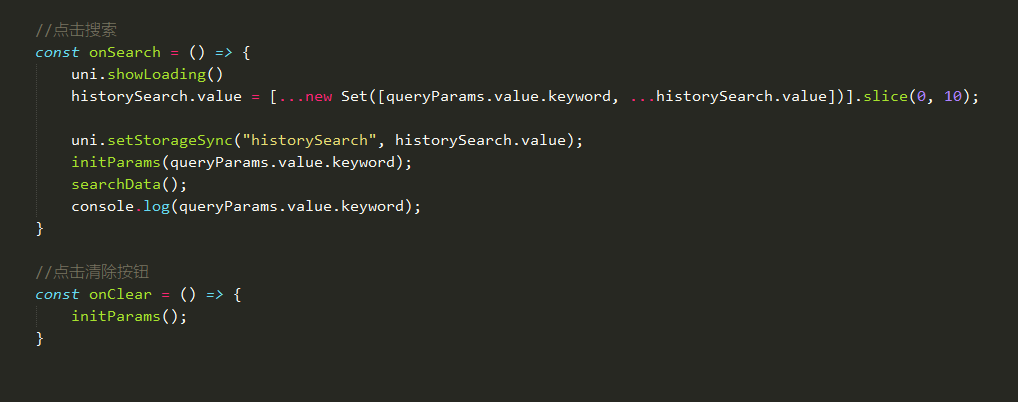 //点击搜索
const onSearch = () => {
uni.showLoading()
historySearch.value = [...new Set([queryParams.value.keyword, ...historySearch.value])].slice(0, 10);
uni.setStorageSync("historySearch", historySearch.value);
initParams(queryParams.value.keyword);
searchData();
console.log(queryParams.value.keyword);
}
//点击清除按钮
const onClear = () => {
initParams();
}